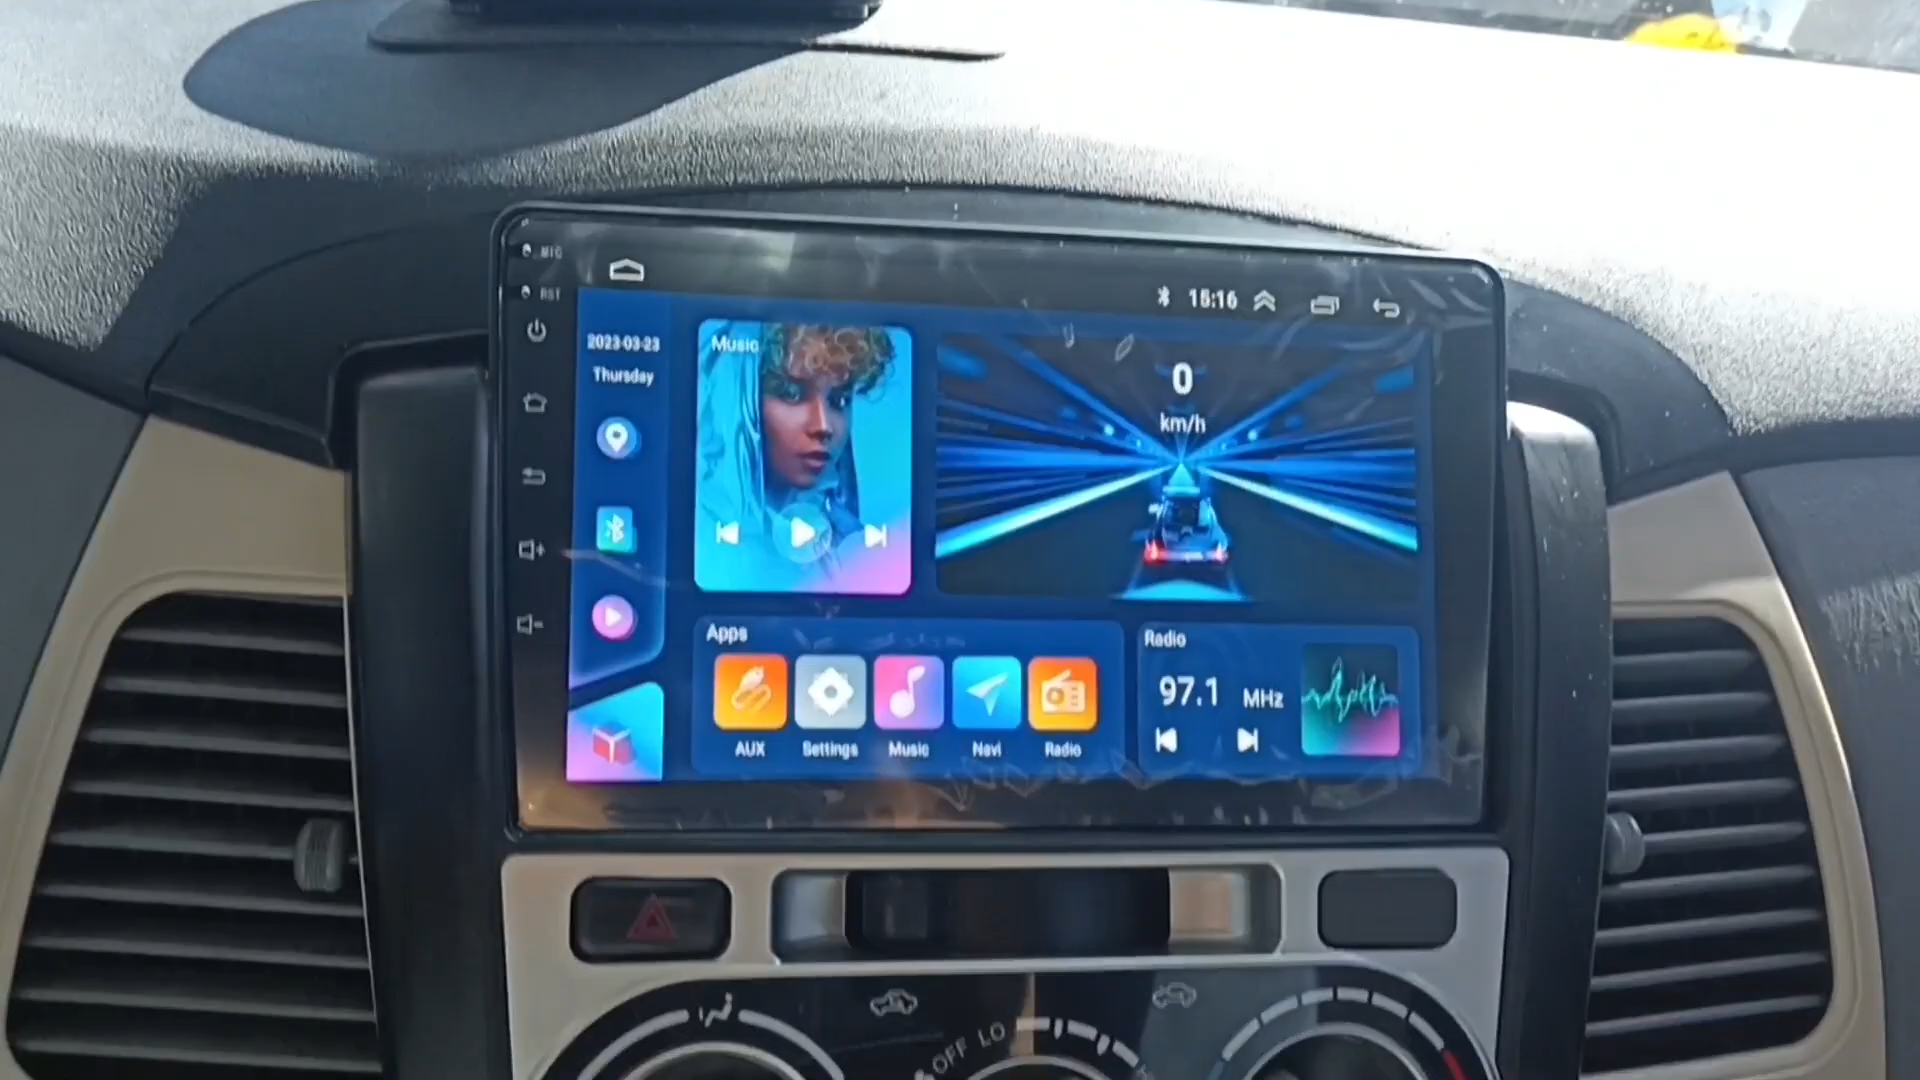 MIC
RST
15:16
2023-03-23
Thursday
Music
0
km/h
Apps
AUX
Settings
Music
Navi
Radio
Radio
97.1 MHz
OFF LO